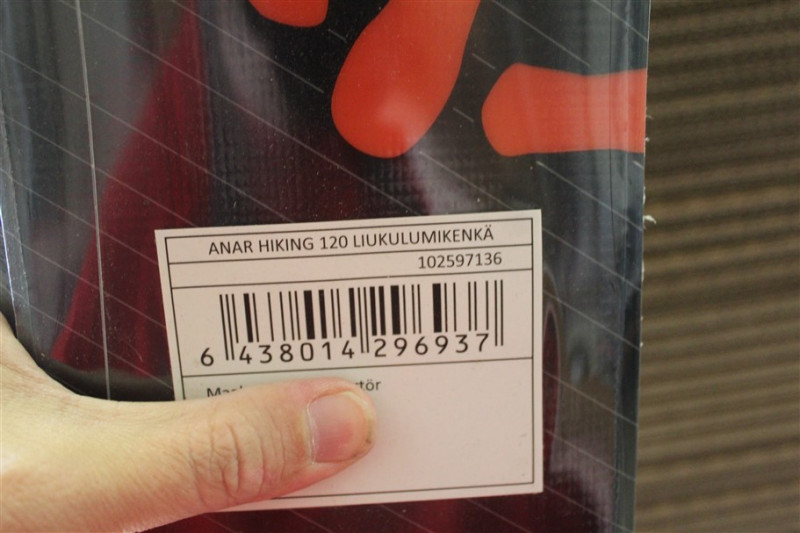 ANAR HIKING 120 LIUKULUMIKENKÄ
102597136
6 438014 296937